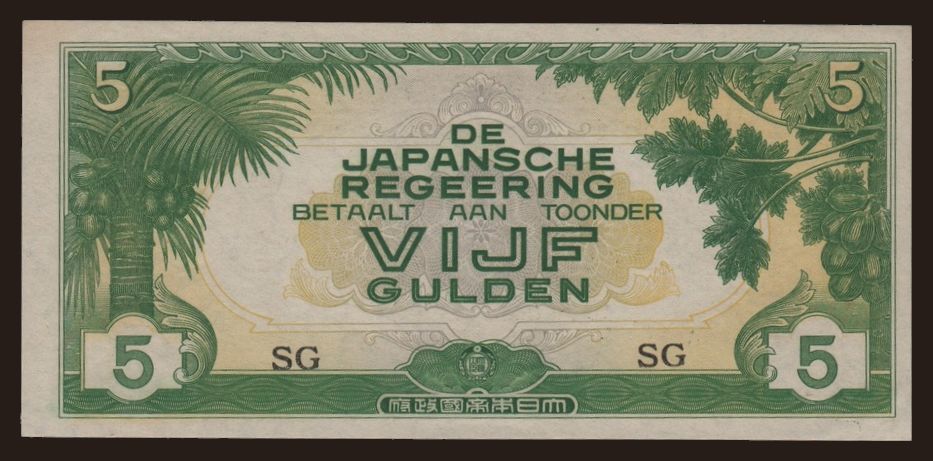 5 5
DE
JAPANSCHE
REGEERING
BETAALT AAN TOONDER
VIJF
GULDEN
SG SG
5 5
府政國帝本日大